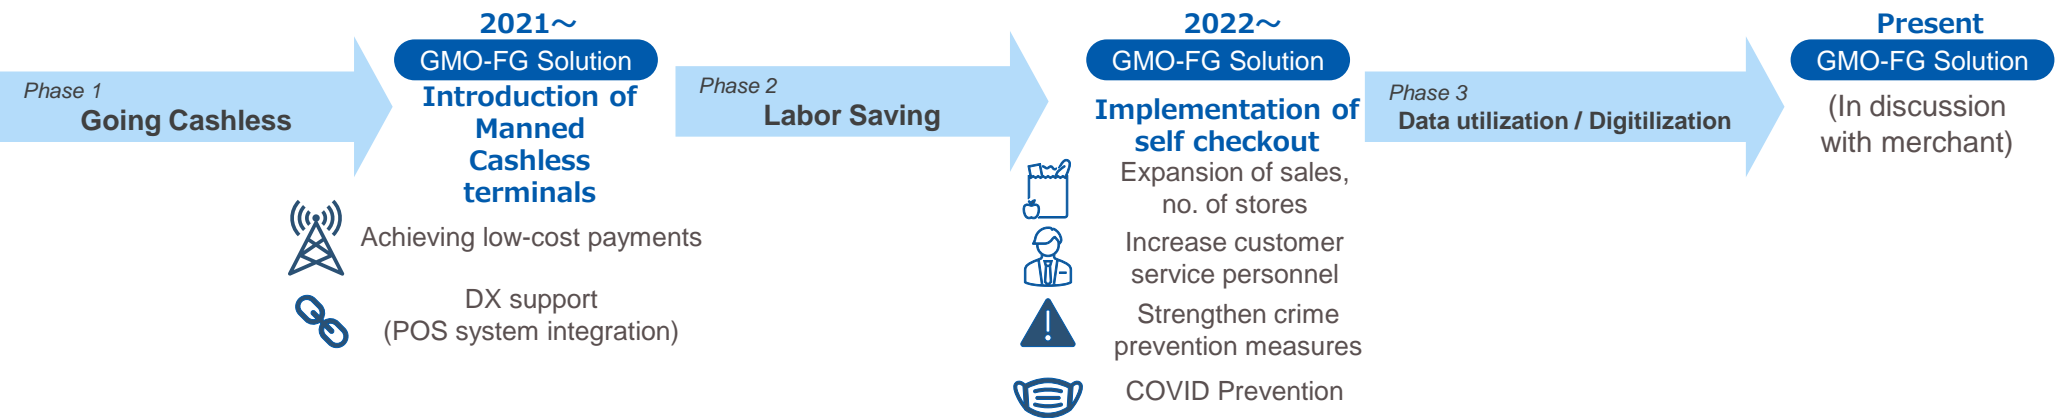 Phase 1
Going Cashless
2021～
GMO-FG Solution
Introduction of
Manned
Cashless
terminals
Achieving low-cost payments
DX support
(POS system integration)
Phase 2
Labor Saving
2022～
GMO-FG Solution
Implementation of
self checkout
Expansion of sales,
no. of stores
Increase customer
service personnel
Strengthen crime
prevention measures
COVID Prevention
Phase 3
Data utilization / Digitilization
Present
GMO-FG Solution
(In discussion
with merchant)